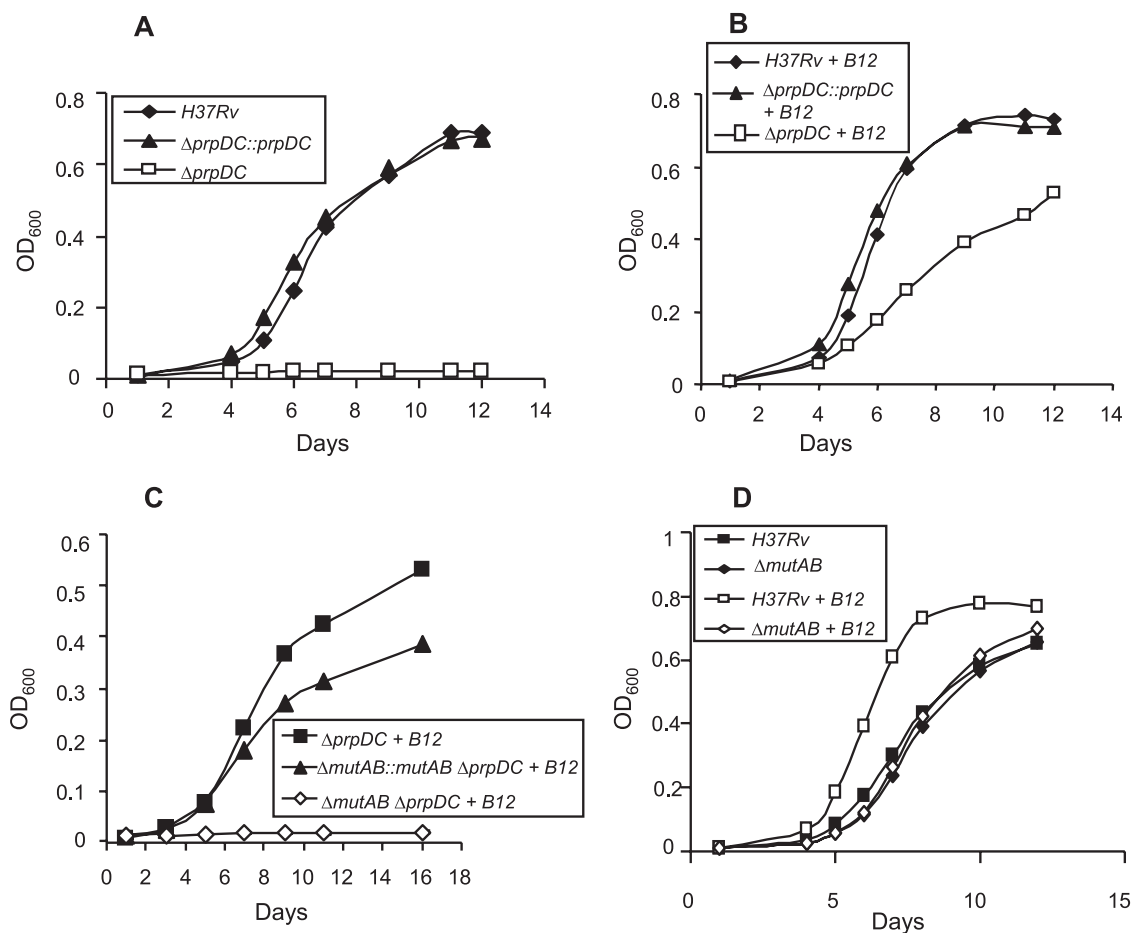 A
H37Rv
ΔprpDC::prpDC
ΔprpDC
0.8
0.6
0.4
0.2
0
OD600
0 2 4 6 8 10 12 14
Days
B
H37Rv + B12
ΔprpDC::prpDC
+ B12
ΔprpDC + B12
0.8
0.6
0.4
0.2
0
OD600
0 2 4 6 8 10 12 14
Days
C
0.6
0.5
0.4
0.3
0.2
0.1
0
OD600
ΔprpDC + B12
ΔmutAB::mutAB ΔprpDC + B12
ΔmutAB ΔprpDC + B12
0 2 4 6 8 10 12 14 16 18
Days
D
H37Rv
ΔmutAB
H37Rv + B12
ΔmutAB + B12
1
0.8
0.6
0.4
0.2
0
OD600
0 5 10 15
Days